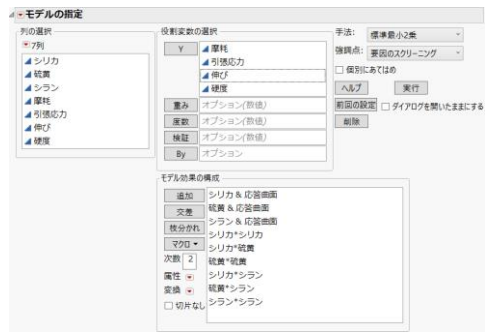 モデルの指定
列の選択
7列
シリカ
硫黄
シラン
摩耗
引張応力
伸び
硬度
役割変数の選択
Y
摩耗
引張応力
伸び
硬度
重み オプション(数値)
度数 オプション(数値)
検証 オプション(数値)
By オプション
手法: 標準最小2乗
強調点: 要因のスクリーニング
個別にあてはめ
ヘルプ 実行
前回の設定 ダイアログを開いたままにする
削除
モデル効果の構成
追加
交差
枝分かれ
マクロ
次数 2
属性
変換
切片なし
シリカ & 応答曲面
硫黄 & 応答曲面
シラン & 応答曲面
シリカ*シリカ
シリカ*硫黄
硫黄*硫黄
シリカ*シラン
硫黄*シラン
シラン*シラン